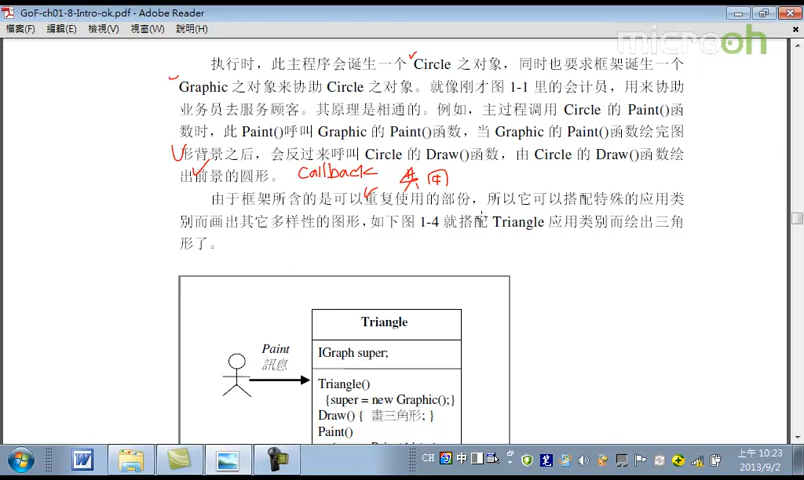 GoF-ch01-8-Intro-ok.pdf - Adobe Reader
檔案(F) 編輯(E) 檢視(V) 視窗(W) 說明(H)
microoh
执行时，此主程序会诞生一个 Circle 之对象，同时也要求框架诞生一个
Graphic 之对象来协助 Circle 之对象。就像刚才图 1-1 里的会计员，用来协助
业务员去服务顾客。其原理是相通的。例如，主过程调用 Circle 的 Paint()函
数时，此 Paint()呼叫 Graphic 的 Paint()函数，当 Graphic 的 Paint()函数绘完图
形背景之后，会反过来呼叫 Circle 的 Draw()函数，由 Circle 的 Draw()函数绘
出前景的圆形。 callback
由于框架所含的是可以重复使用的部份，所以它可以搭配特殊的应用类
别而画出其它多样性的图形，如下图 1-4 就搭配 Triangle 应用类别而绘出三角
形了。
Triangle
Paint
訊息
IGraph super;
Triangle()
{super = new Graphic();}
Draw() { 畫三角形; }
Paint()
CH 中
上午 10:23
2013/9/2